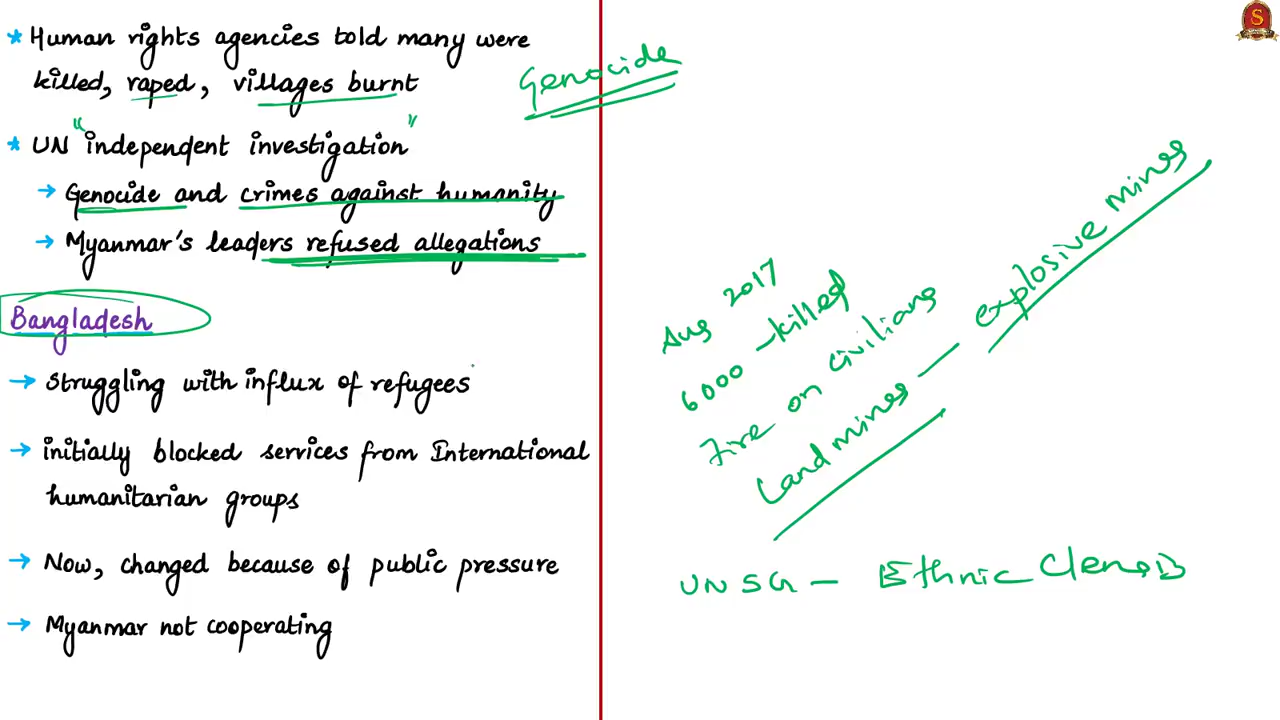 * Human rights agencies told many were
killed, raped, villages burnt
Genocide
* UN "independent investigation"
→ Genocide and crimes against humanity
→ Myanmar's leaders refused allegations
Bangladesh
→ Struggling with influx of refugees
→ initially blocked services from International
humanitarian groups
→ Now, changed because of public pressure
→ Myanmar not cooperating
Aug 2017
6000 - killed
Fire on civilians
Landmines - explosive mines
UNSG - Ethnic
S